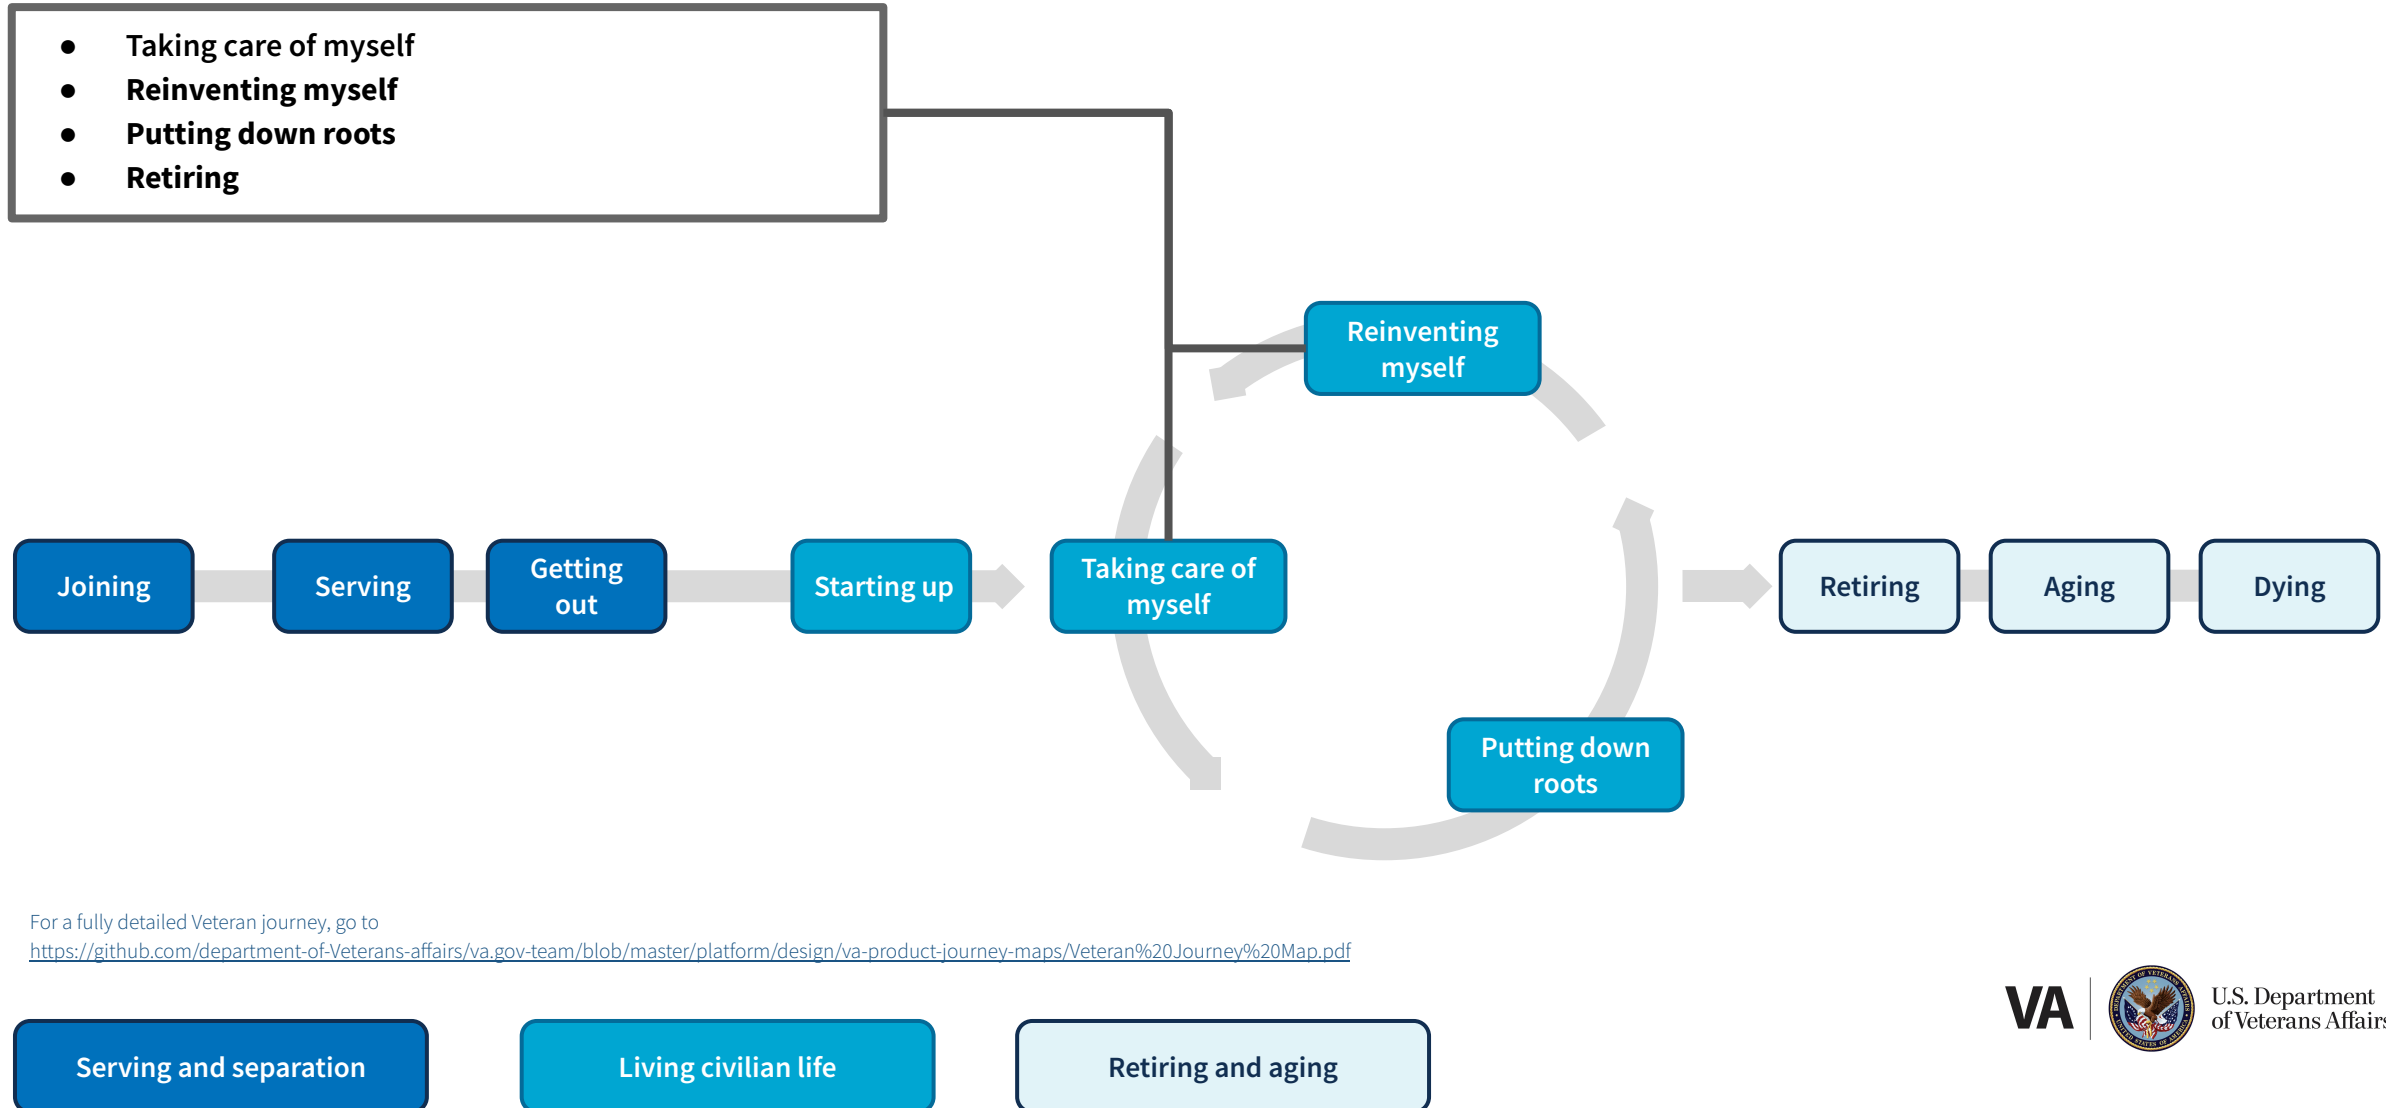 ● Taking care of myself
● Reinventing myself
● Putting down roots
● Retiring
Reinventing
myself
Joining
Serving
Getting
out
Starting up
Taking care of
myself
Retiring
Aging
Dying
Putting down
roots
For a fully detailed Veteran journey, go to
https://github.com/department-of-Veterans-affairs/va.gov-team/blob/master/platform/design/va-product-journey-maps/Veteran%20Journey%20Map.pdf
VA
U.S. Department
of Veterans Affairs
Serving and separation
Living civilian life
Retiring and aging